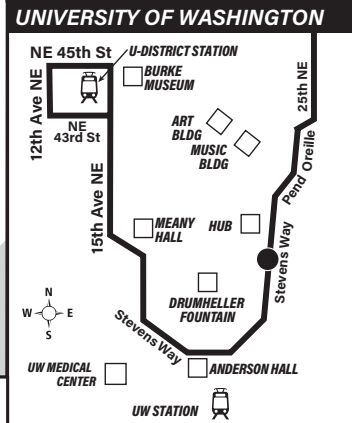 UNIVERSITY OF WASHINGTON
NE 45th St
U-DISTRICT STATION
BURKE
MUSEUM
12th Ave NE
25th NE
NE
43rd St
ART
BLDG
MUSIC
BLDG
Pend Oreille
15th Ave NE
MEANY
HALL
HUB
Stevens Way
DRUMHELLER
FOUNTAIN
N
W
E
S
Stevens Way
UW MEDICAL
CENTER
ANDERSON HALL
UW STATION